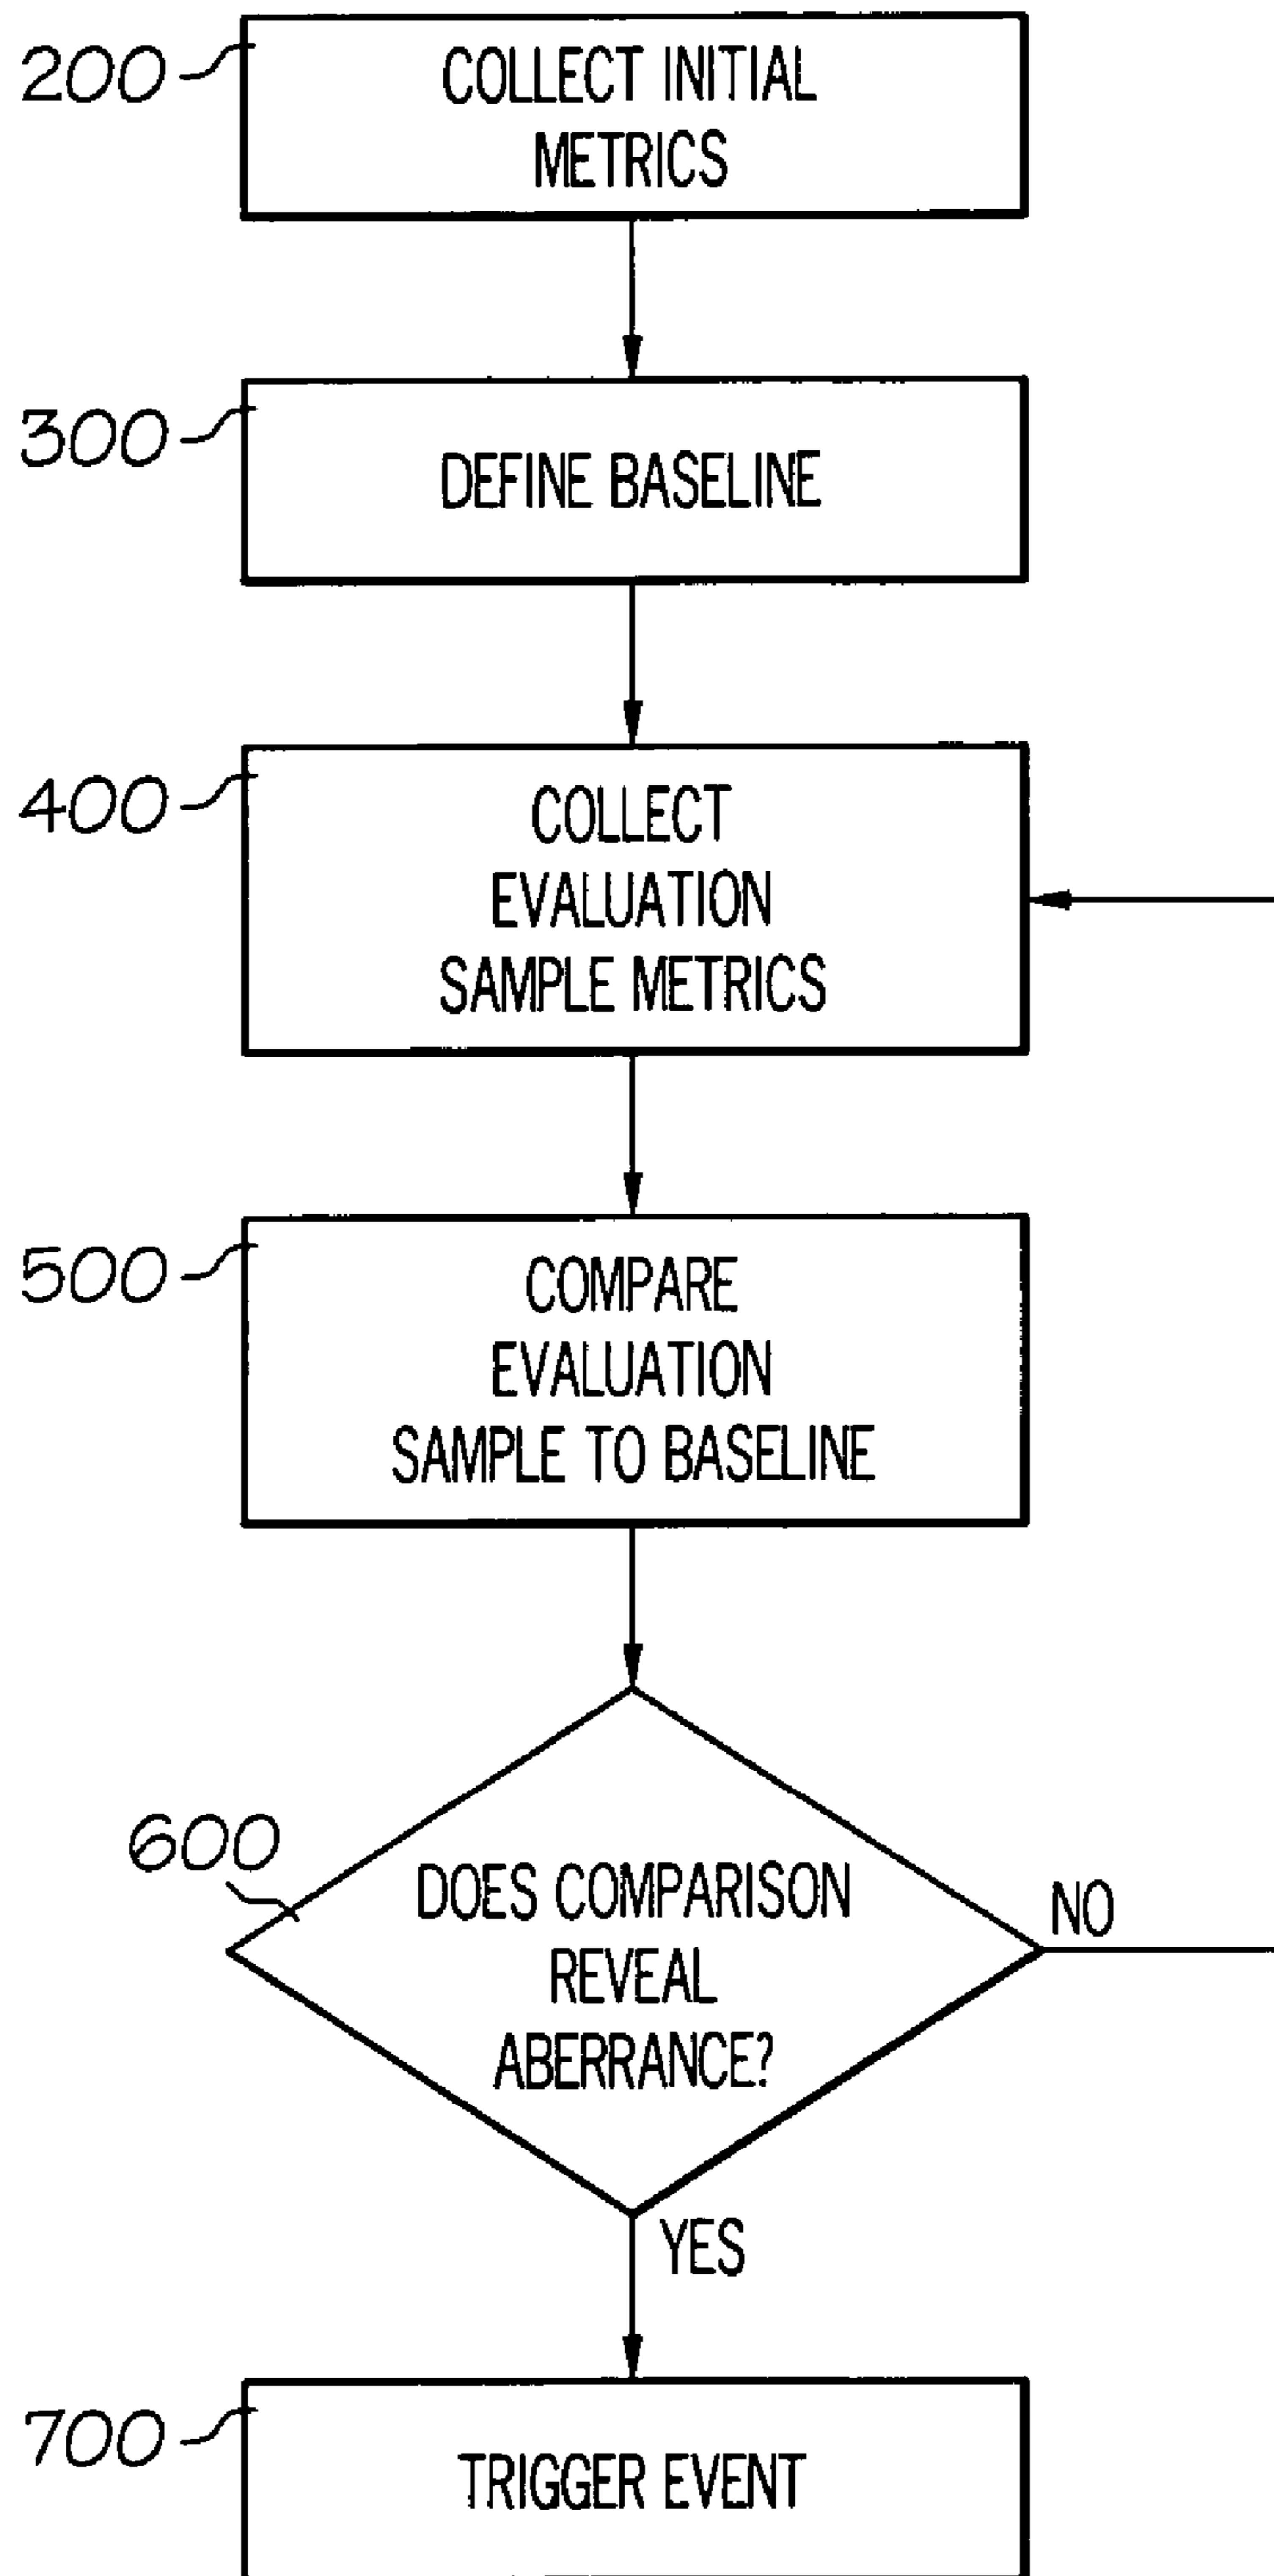 200
COLLECT INITIAL
METRICS
300
DEFINE BASELINE
400
COLLECT
EVALUATION
SAMPLE METRICS
500
COMPARE
EVALUATION
SAMPLE TO BASELINE
600
DOES COMPARISON
REVEAL
ABERRANCE?
NO
YES
700
TRIGGER EVENT